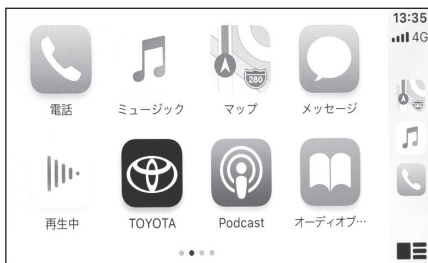 13:35
4G
電話
ミュージック
マップ
280
メッセージ
再生中
TOYOTA
Podcast
オーディオブ…